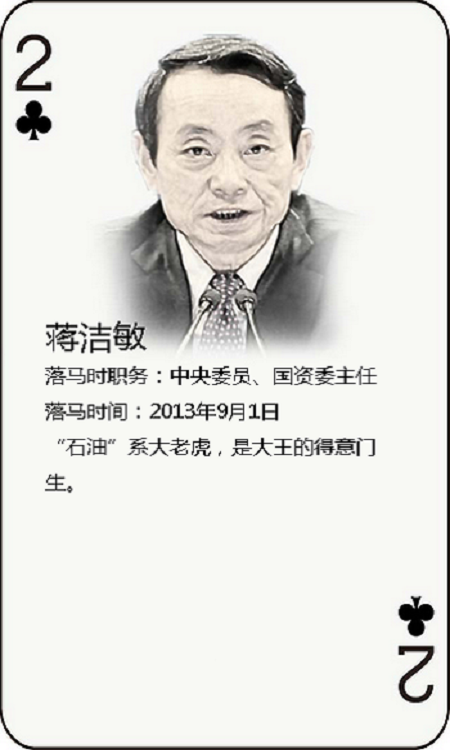 2
蒋洁敏
落马时职务：中央委员、国资委主任
落马时间：2013年9月1日
“石油”系大老虎，是大王的得意门
生。
2